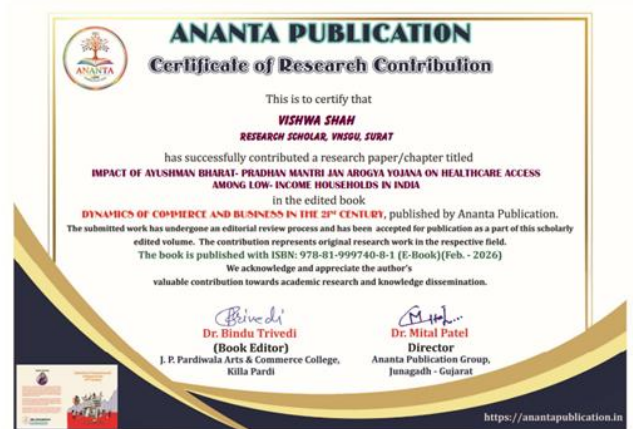 ANANTA PUBLICATION
ANANTA
Certificate of Research Contribution
This is to certify that
VISHWA SHAH
RESEARCH SCHOLAR, VNSGU, SURAT
has successfully contributed a research paper/chapter titled
IMPACT OF AYUSHMAN BHARAT- PRADHAN MANTRI JAN AROGYA YOJANA ON HEALTHCARE ACCESS
AMONG LOW- INCOME HOUSEHOLDS IN INDIA
in the edited book
DYNAMICS OF COMMERCE AND BUSINESS IN THE 21ST CENTURY, published by Ananta Publication.
The submitted work has undergone an editorial review process and has been accepted for publication as a part of this scholarly
edited volume. The contribution represents original research work in the respective field.
The book is published with ISBN: 978-81-999740-8-1 (E-Book)(Feb. - 2026)
We acknowledge and appreciate the author's
valuable contribution towards academic research and knowledge dissemination.
Dr. Bindu Trivedi
(Book Editor)
J. P. Pardiwala Arts & Commerce College,
Killa Pardi
Dr. Mital Patel
Director
Ananta Publication Group,
Junagadh - Gujarat
https://anantapublication.in